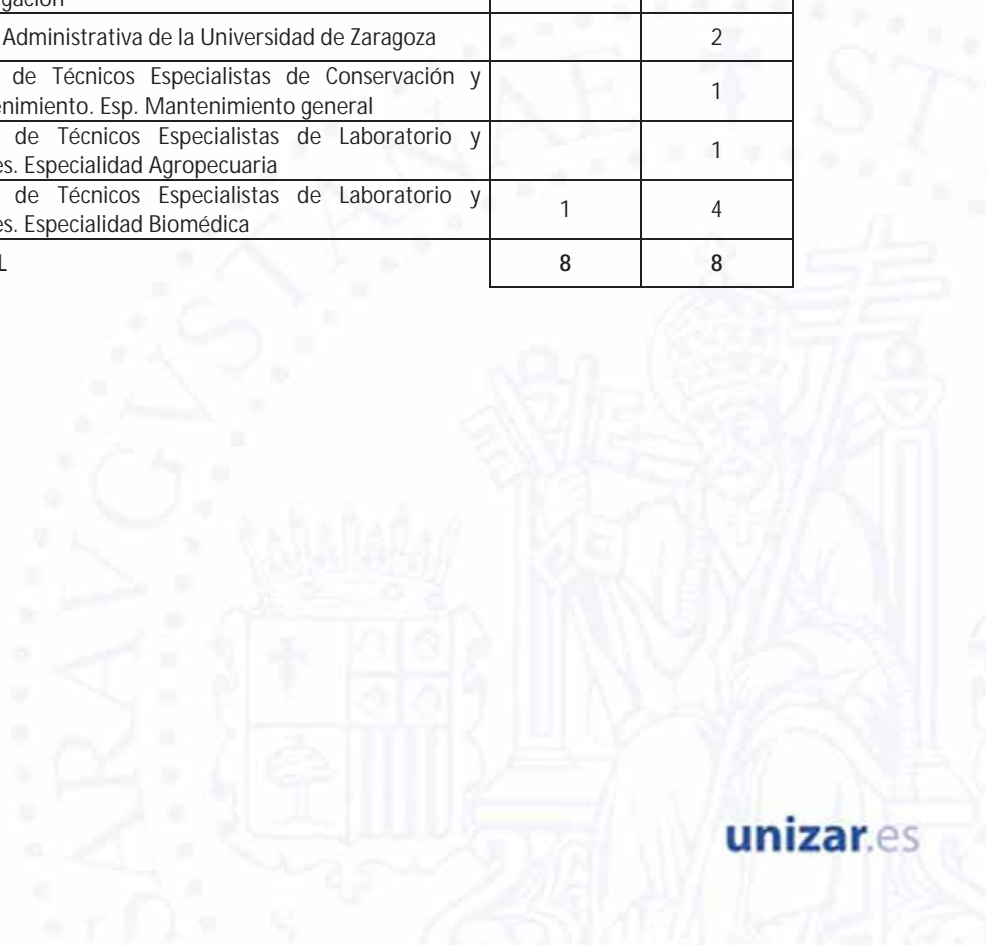 gación
Administrativa de la Universidad de Zaragoza 2
de Técnicos Especialistas de Conservación y
enimiento. Esp. Mantenimiento general 1
de Técnicos Especialistas de Laboratorio y
es. Especialidad Agropecuaria 1
de Técnicos Especialistas de Laboratorio y
es. Especialidad Biomédica 1 4
L 8 8
SARAVGVSTANAE ST
unizar.es